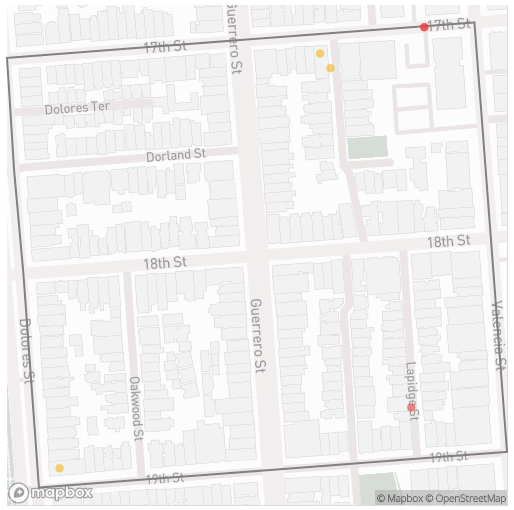 17th St
17th St
Guerrero St
Dolores Ter
Dorland St
18th St
18th St
Guerrero St
Valencia St
Dolores St
Oakwood St
Lapidge St
19th St
19th St
mapbox
© Mapbox © OpenStreetMap